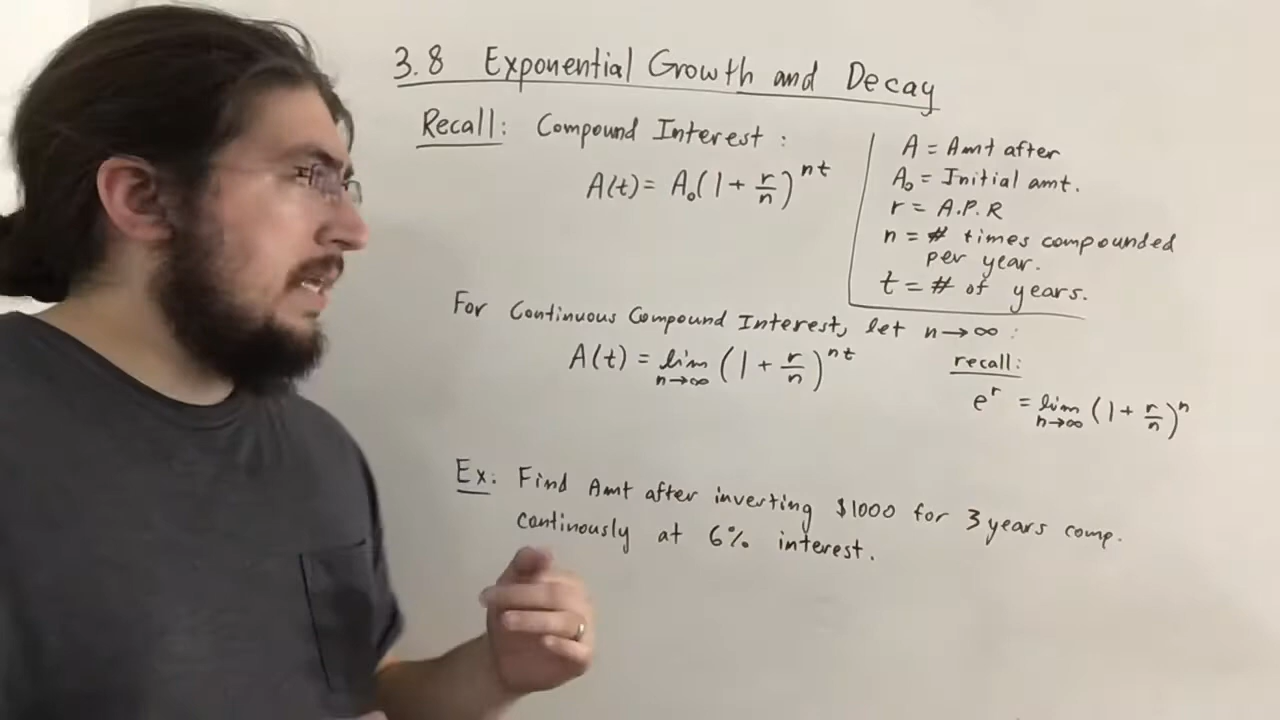 3.8 Exponential Growth and Decay
Recall: Compound Interest:
A(t) = A₀(1 + r/n)^nt
A = Amt after
A₀ = Initial amt.
r = A.P.R
n = # times compounded
per year.
t = # of years.
For Continuous Compound Interest, let n→∞:
A(t) = lim n→∞ (1 + r/n)^nt
recall:
e^r = lim n→∞ (1 + r/n)^n
Ex: Find Amt after inverting $1000 for 3 years comp.
continously at 6% interest.